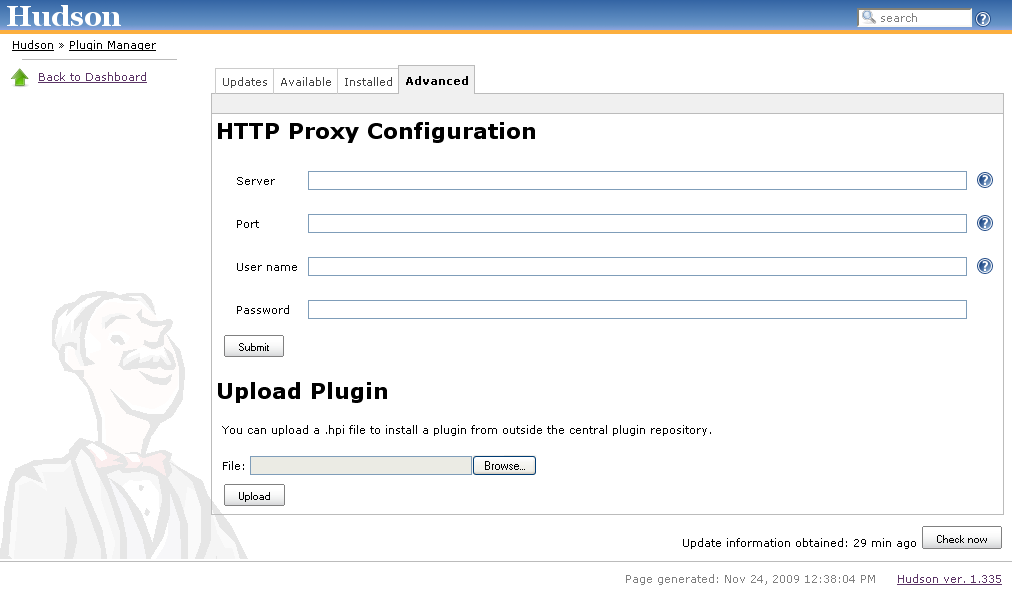 Hudson
search
Hudson » Plugin Manager
Back to Dashboard
Updates Available Installed Advanced
HTTP Proxy Configuration
Server
Port
User name
Password
Submit
Upload Plugin
You can upload a .hpi file to install a plugin from outside the central plugin repository.
File: Browse...
Upload
Update information obtained: 29 min ago Check now
Page generated: Nov 24, 2009 12:38:04 PM Hudson ver. 1.335